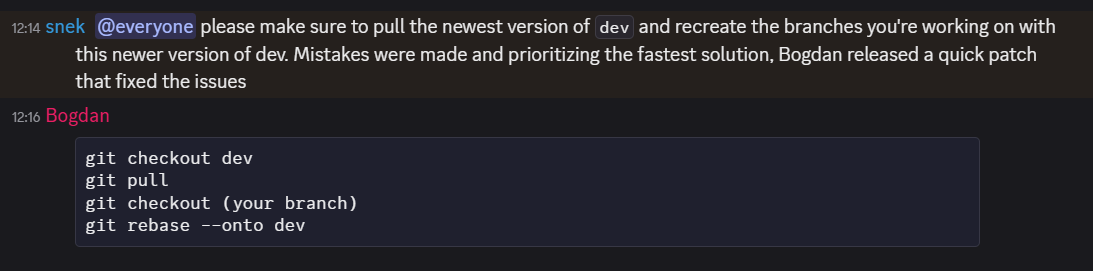 12:14 snek @everyone please make sure to pull the newest version of dev and recreate the branches you're working on with
this newer version of dev. Mistakes were made and prioritizing the fastest solution, Bogdan released a quick patch
that fixed the issues
12:16 Bogdan
git checkout dev
git pull
git checkout (your branch)
git rebase --onto dev